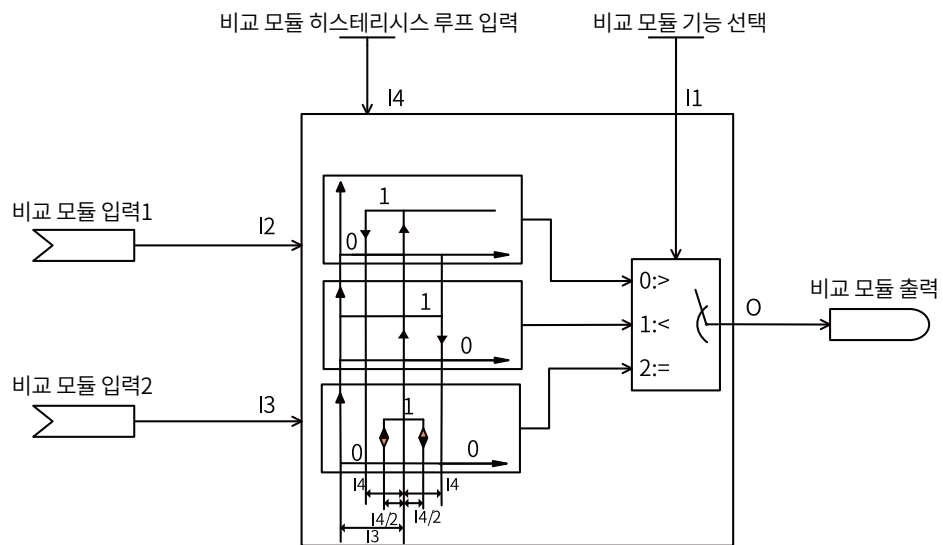 비교 모듈 히스테리시스 루프 입력
비교 모듈 기능 선택
I4
I1
비교 모듈 입력1
I2
1
0
0:>
비교 모듈 출력
O
1
1:<
0
2:=
비교 모듈 입력2
I3
1
0
0
I4
I4
I4/2
I4/2
I3